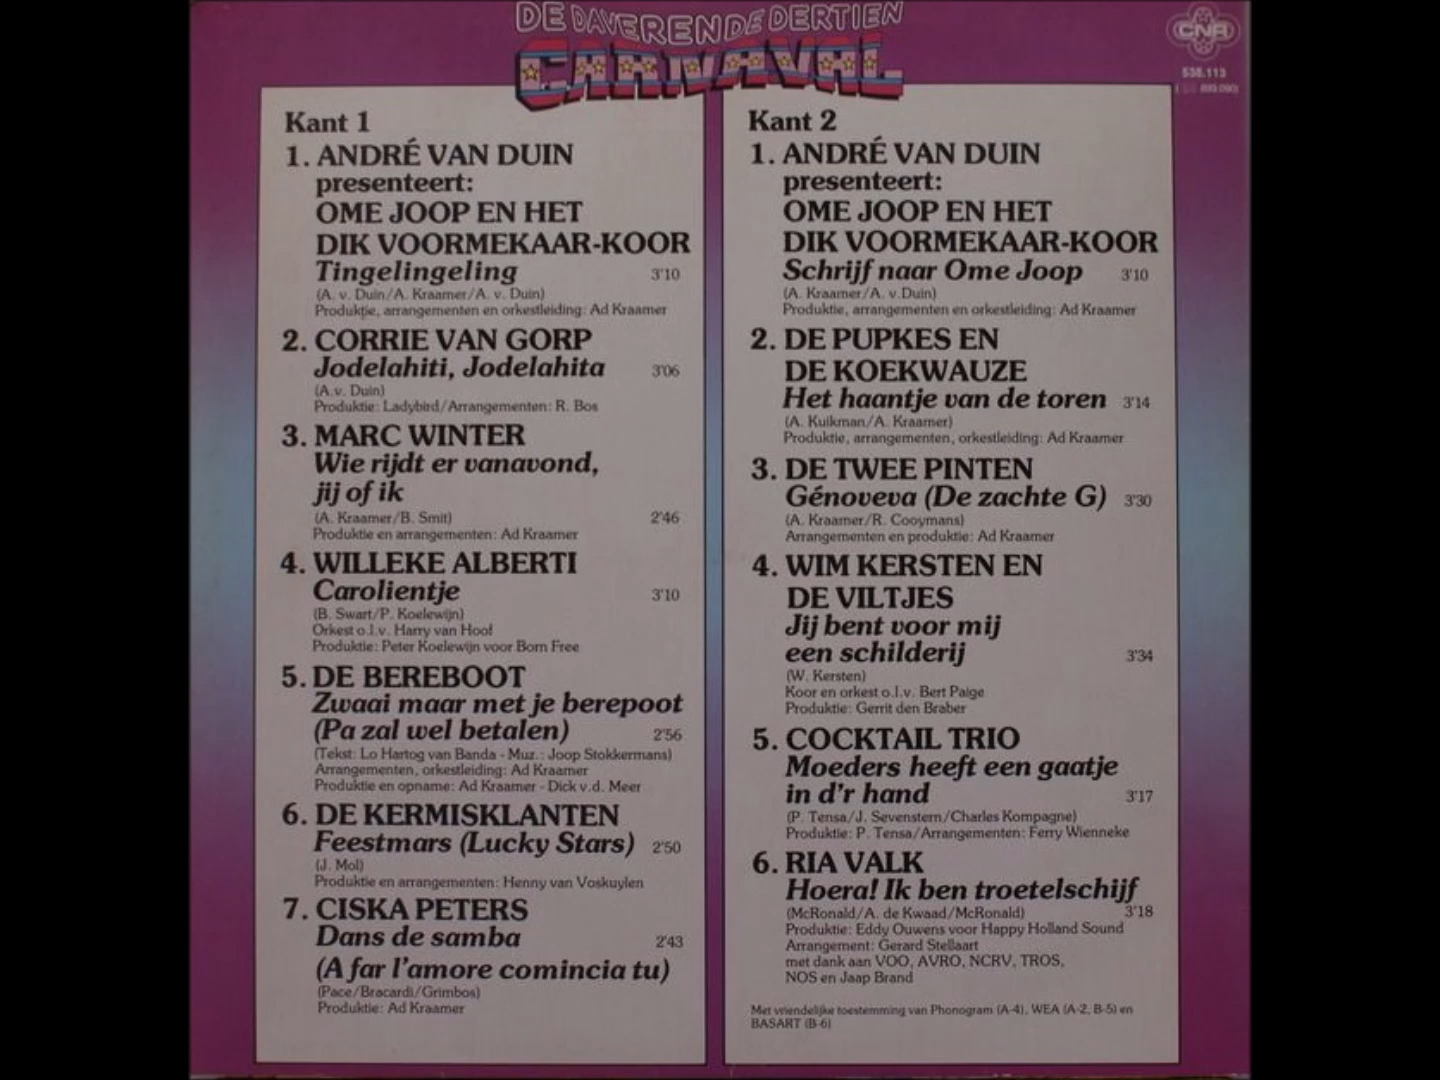 DE DAVERENDE DERTIEN
CARNAVAL
CNR
538.113
Kant 1
1. ANDRÉ VAN DUIN
presenteert:
OME JOOP EN HET
DIK VOORMEKAAR-KOOR
Tingelingeling 3'10
(A. v. Duin/A. Kraamer/A. v. Duin)
Produktie, arrangementen en orkestleiding: Ad Kraamer
2. CORRIE VAN GORP
Jodelahiti, Jodelahita 3'06
(A.v. Duin)
Produktie: Ladybird/Arrangementen: R. Bos
3. MARC WINTER
Wie rijdt er vanavond,
jij of ik
(A. Kraamer/B. Smit) 2'46
Produktie en arrangementen: Ad Kraamer
4. WILLEKE ALBERTI
Carolientje 3'10
(B. Swart/P. Koelewijn)
Orkest o.l.v. Harry van Hoof
Produktie: Peter Koelewijn voor Born Free
5. DE BEREBOOT
Zwaai maar met je berepoot
(Pa zal wel betalen) 2'56
(Tekst: Lo Hartog van Banda - Muz.: Joop Stokkermans)
Arrangementen, orkestleiding: Ad Kraamer
Produktie en opname: Ad Kraamer - Dick v.d. Meer
6. DE KERMISKLANTEN
Feestmars (Lucky Stars) 2'50
(J. Mol)
Produktie en arrangementen: Henny van Voskuylen
7. CISKA PETERS
Dans de samba 2'43
(A far l'amore comincia tu)
(Pace/Bracardi/Grimbos)
Produktie: Ad Kraamer
Kant 2
1. ANDRÉ VAN DUIN
presenteert:
OME JOOP EN HET
DIK VOORMEKAAR-KOOR
Schrijf naar Ome Joop 3'10
(A. Kraamer/A. v.Duin)
Produktie, arrangementen en orkestleiding: Ad Kraamer
2. DE PUPKES EN
DE KOEKWAUZE
Het haantje van de toren 3'14
(A. Kuikman/A. Kraamer)
Produktie, arrangementen, orkestleiding: Ad Kraamer
3. DE TWEE PINTEN
Génoveva (De zachte G) 3'30
(A. Kraamer/R. Cooymans)
Arrangementen en produktie: Ad Kraamer
4. WIM KERSTEN EN
DE VILTJES
Jij bent voor mij
een schilderij 3'34
(W. Kersten)
Koor en orkest o.l.v. Bert Paige
Produktie: Gerrit den Braber
5. COCKTAIL TRIO
Moeders heeft een gaatje
in d'r hand 3'17
(P. Tensa/J. Sevenstern/Charles Kompagne)
Produktie: P. Tensa/Arrangementen: Ferry Wienneke
6. RIA VALK
Hoera! Ik ben troetelschijf
(McRonald/A. de Kwaad/McRonald) 3'18
Produktie: Eddy Ouwens voor Happy Holland Sound
Arrangement: Gerard Stellaart
met dank aan VOO, AVRO, NCRV, TROS,
NOS en Jaap Brand
Met vriendelijke toestemming van Phonogram (A-4), WEA (A-2, B-5) en
BASART (B-6)